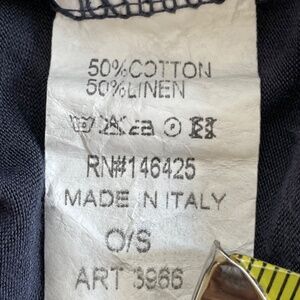 50%COTTON
50%LINEN
RN#146425
MADE IN ITALY
O/S
ART 3966